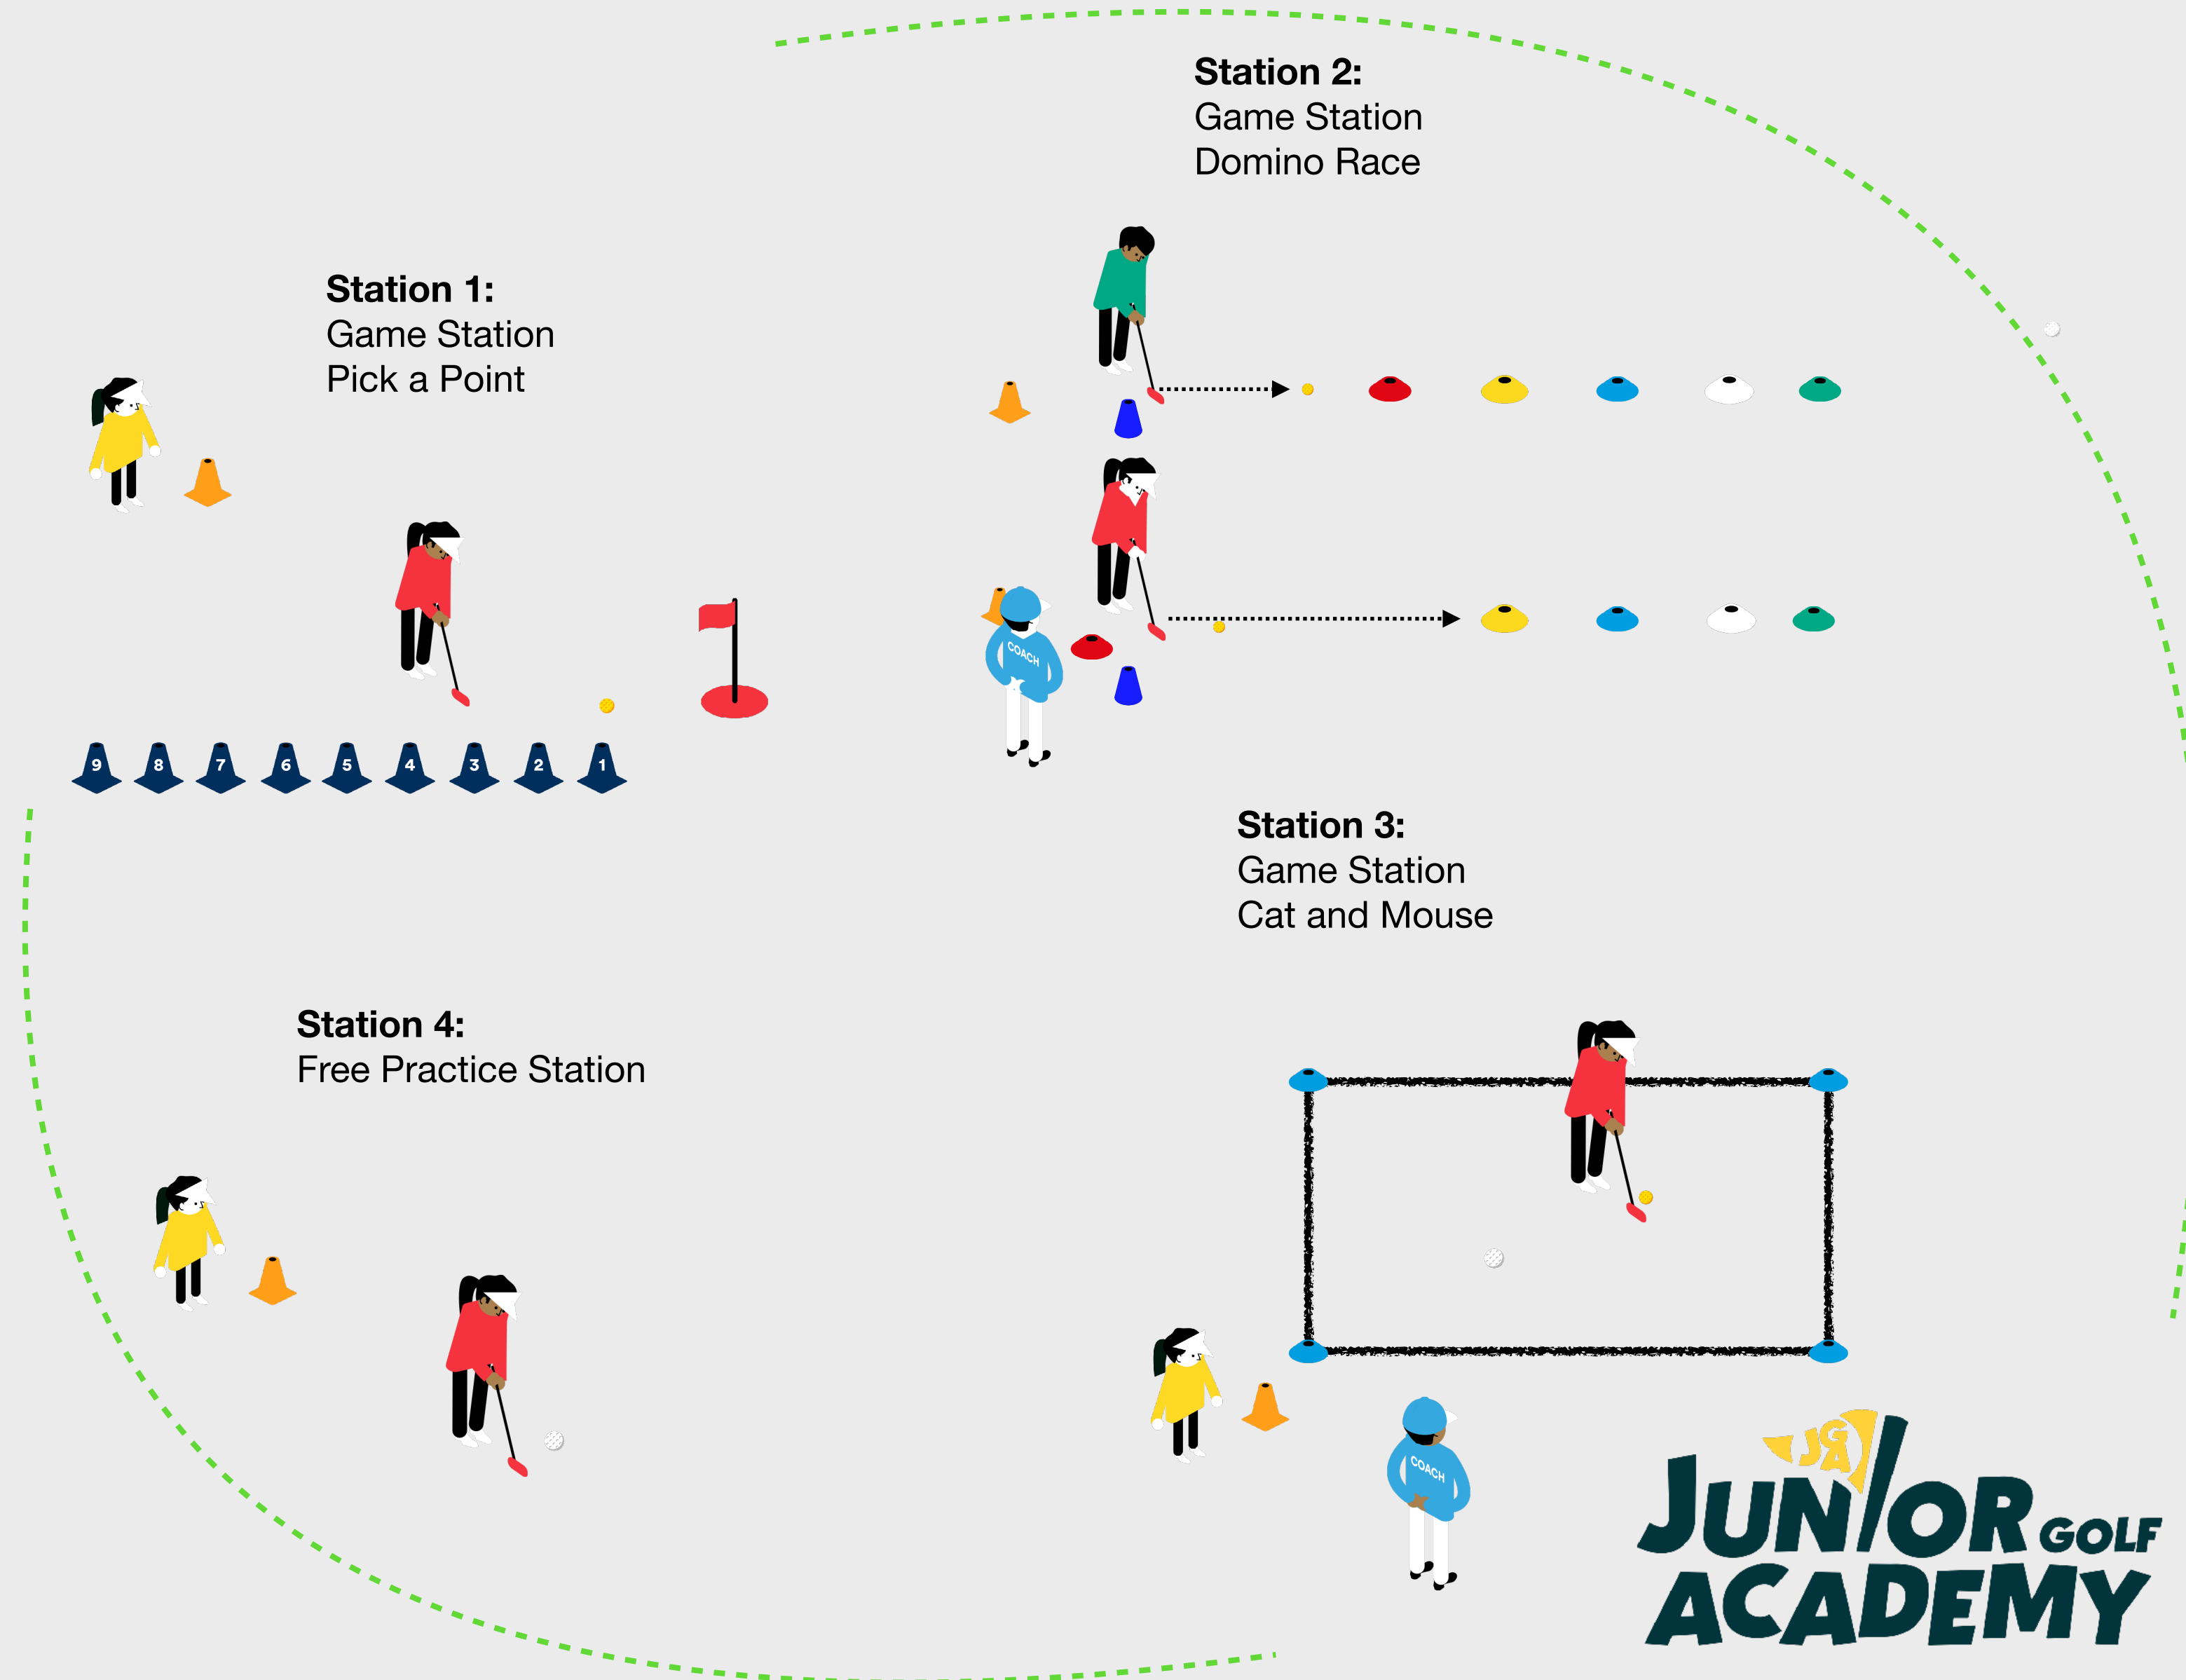 Station 2:
Game Station
Domino Race
Station 1:
Game Station
Pick a Point
COACH
9 8 7 6 5 4 3 2 1
Station 3:
Game Station
Cat and Mouse
Station 4:
Free Practice Station
COACH
JGA
JUNIOR GOLF
ACADEMY